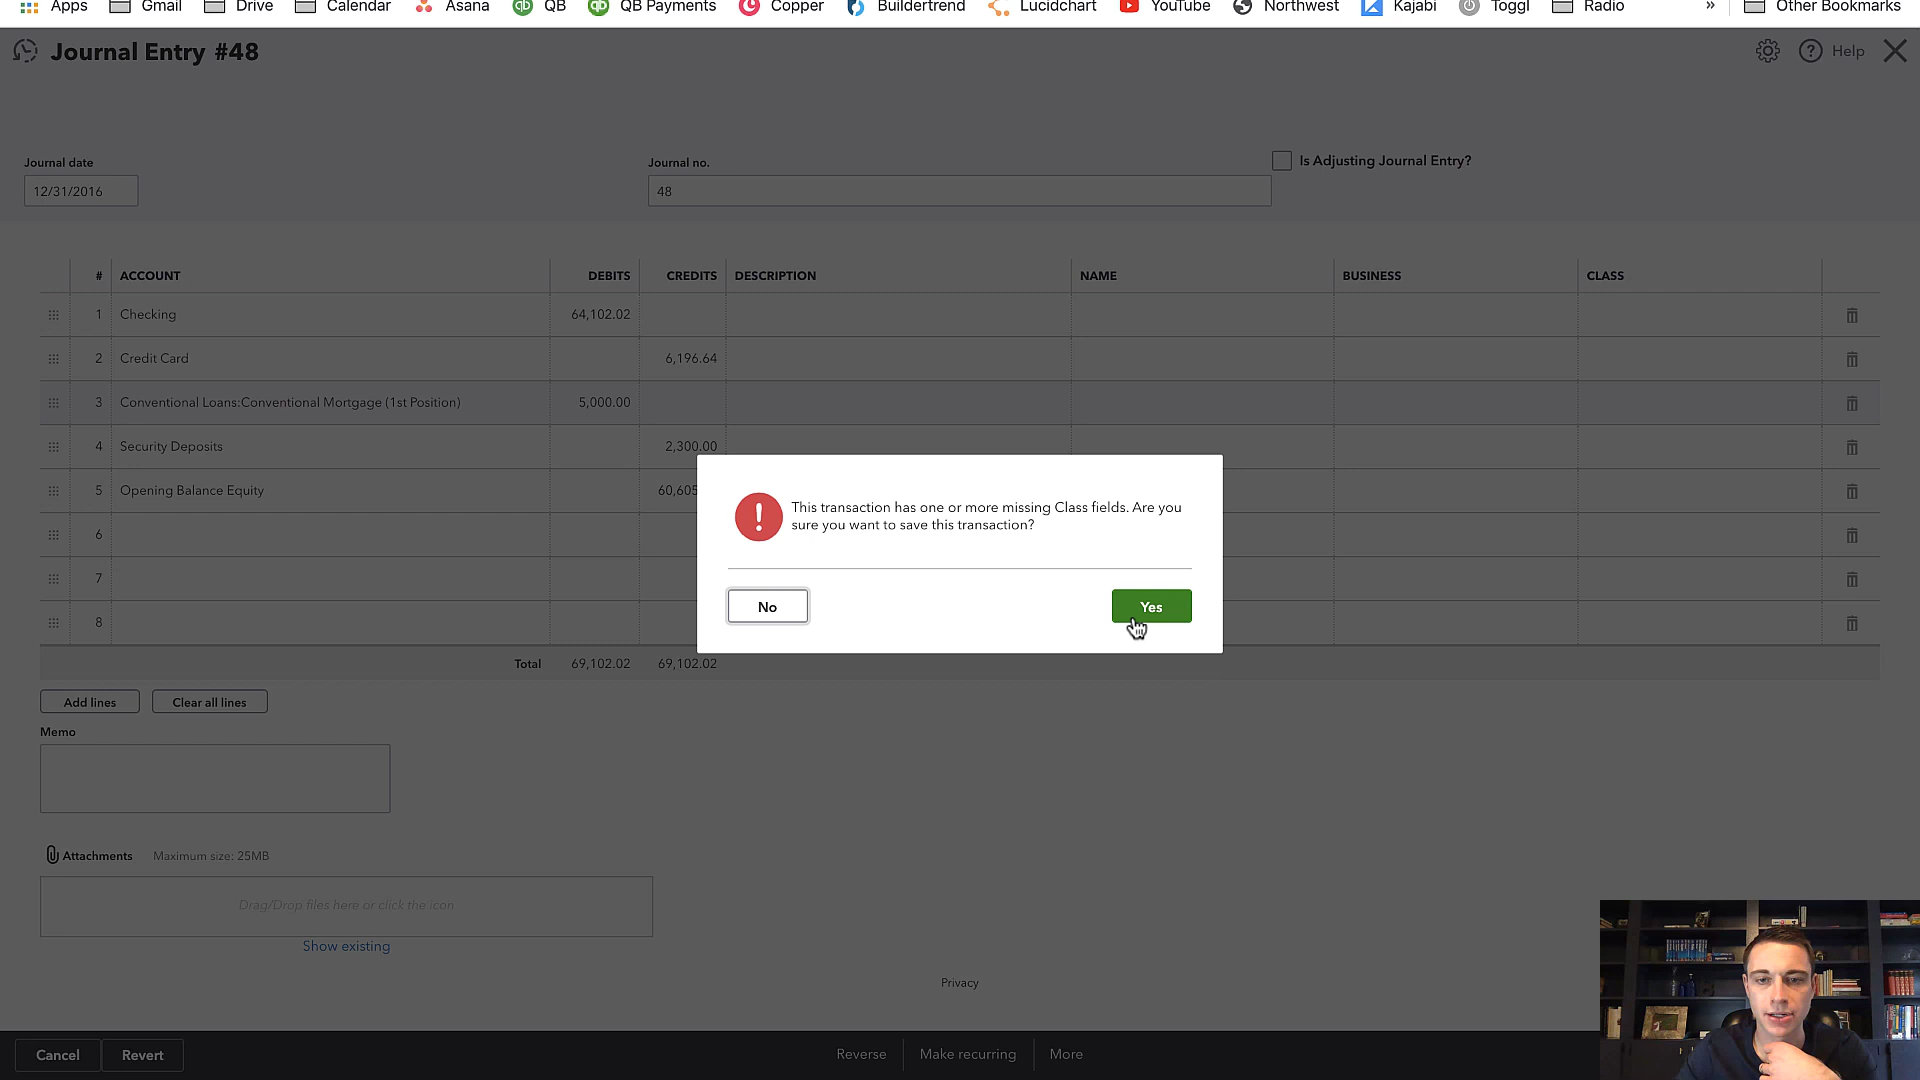 Apps Gmail Drive Calendar Asana QB QB Payments Copper Buildertrend Lucidchart YouTube Northwest Kajabi Toggl Radio » Other Bookmarks
Journal Entry #48
Help
Journal date
Journal no.
Is Adjusting Journal Entry?
12/31/2016
48
# ACCOUNT DEBITS CREDITS DESCRIPTION NAME BUSINESS CLASS
1 Checking 64,102.02
2 Credit Card 6,196.64
3 Conventional Loans:Conventional Mortgage (1st Position) 5,000.00
4 Security Deposits 2,300.00
5 Opening Balance Equity 60,605
6
7
8
This transaction has one or more missing Class fields. Are you
sure you want to save this transaction?
No
Yes
Total 69,102.02 69,102.02
Add lines
Clear all lines
Memo
Attachments Maximum size: 25MB
Drag/Drop files here or click the icon
Show existing
Privacy
Cancel
Revert
Reverse
Make recurring
More